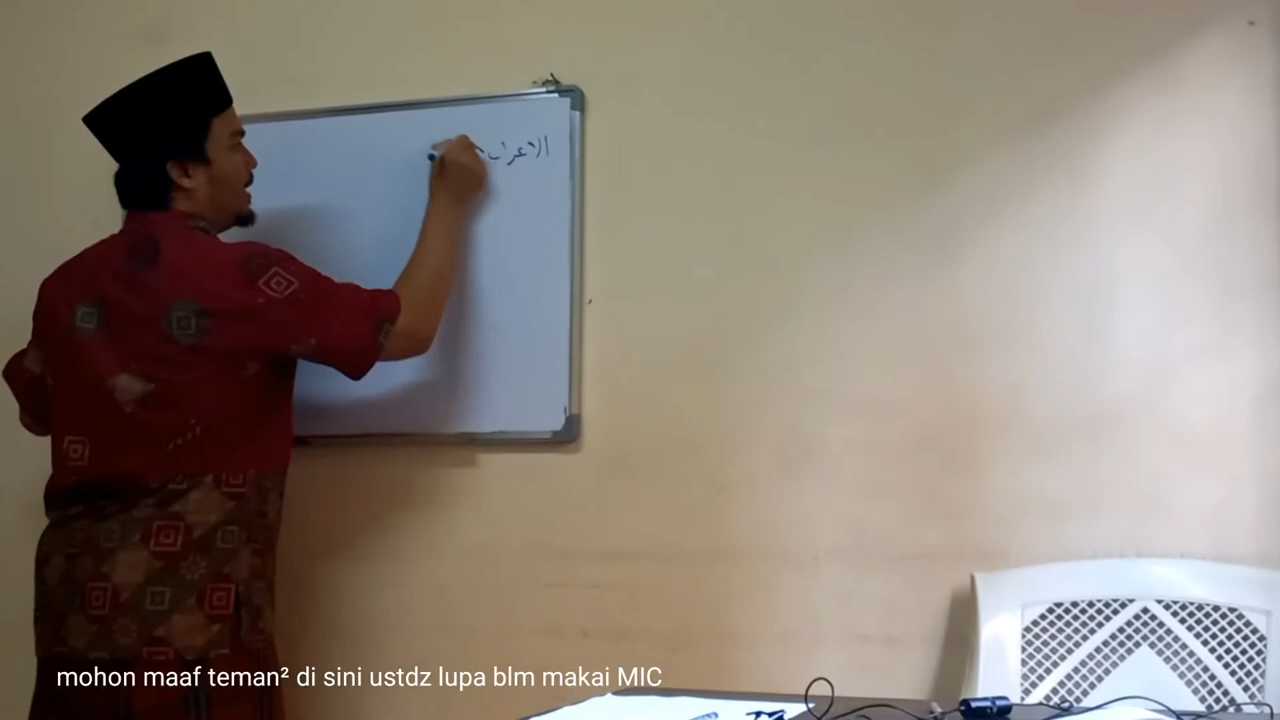 الاعراب
mohon maaf teman² di sini ustdz lupa blm makai MIC